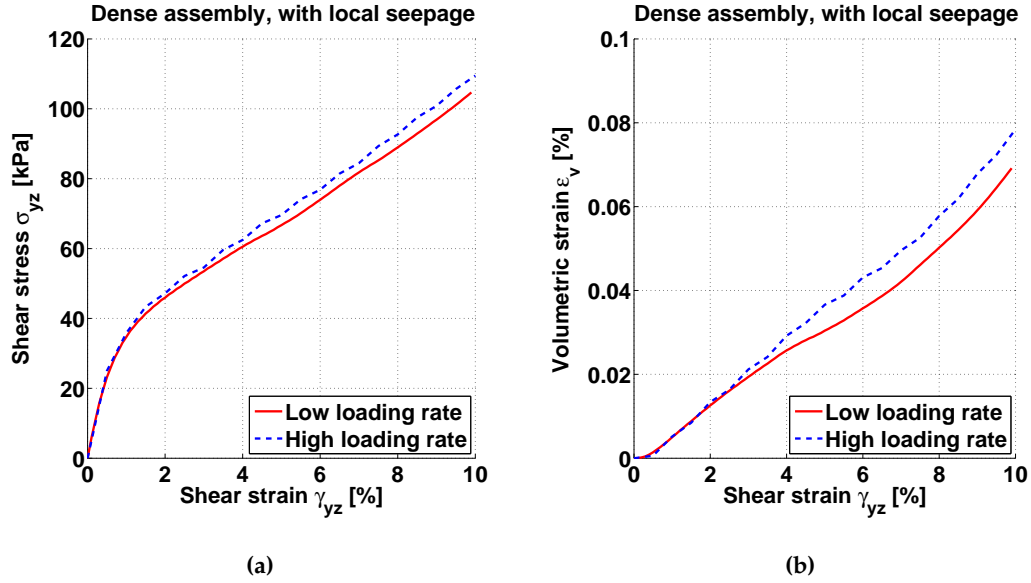 Dense assembly, with local seepage
120
100
80
60
40
20
0
0 2 4 6 8 10
Shear stress σyz [kPa]
Shear strain γyz [%]
Low loading rate
High loading rate
(a)
Dense assembly, with local seepage
0.1
0.08
0.06
0.04
0.02
0
0 2 4 6 8 10
Volumetric strain εv [%]
Shear strain γyz [%]
Low loading rate
High loading rate
(b)